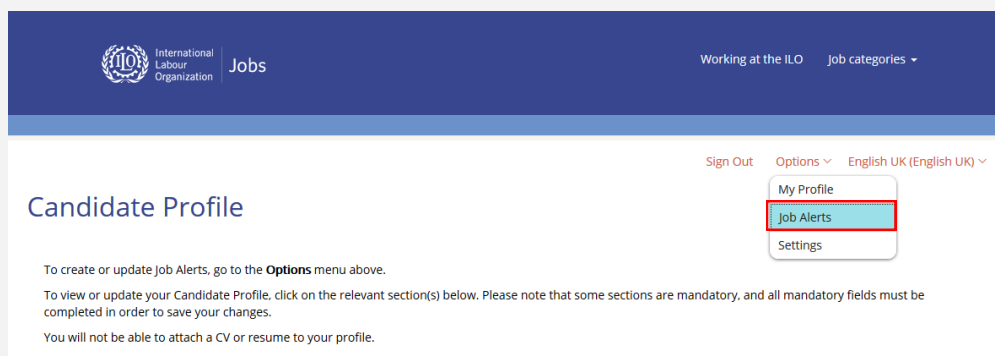 International
Labour
Organization
Jobs
Working at the ILO
Job categories
Sign Out
Options
English UK (English UK)
My Profile
Job Alerts
Settings
Candidate Profile
To create or update Job Alerts, go to the Options menu above.
To view or update your Candidate Profile, click on the relevant section(s) below. Please note that some sections are mandatory, and all mandatory fields must be
completed in order to save your changes.
You will not be able to attach a CV or resume to your profile.